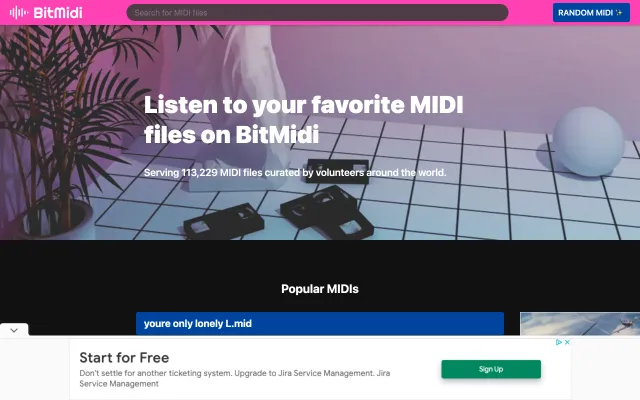 BitMidi
Search for MIDI files
RANDOM MIDI
Listen to your favorite MIDI
files on BitMidi
Serving 113,229 MIDI files curated by volunteers around the world.
Popular MIDIs
youre only lonely L.mid
Start for Free
Don't settle for another ticketing system. Upgrade to Jira Service Management. Jira
Service Management
Sign Up